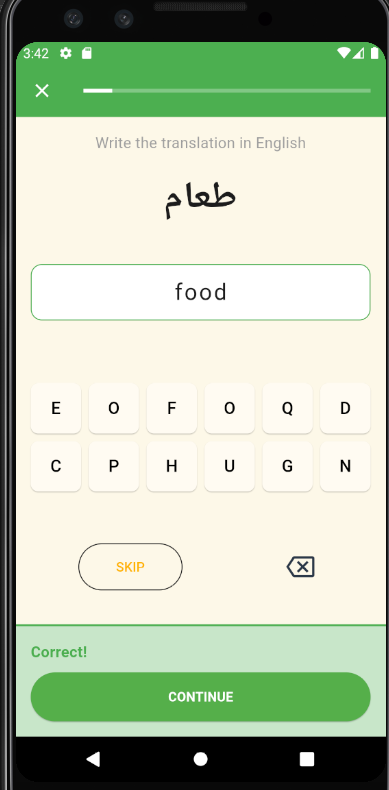 3:42
Write the translation in English
طعام
food
E O F O Q D
C P H U G N
SKIP
Correct!
CONTINUE